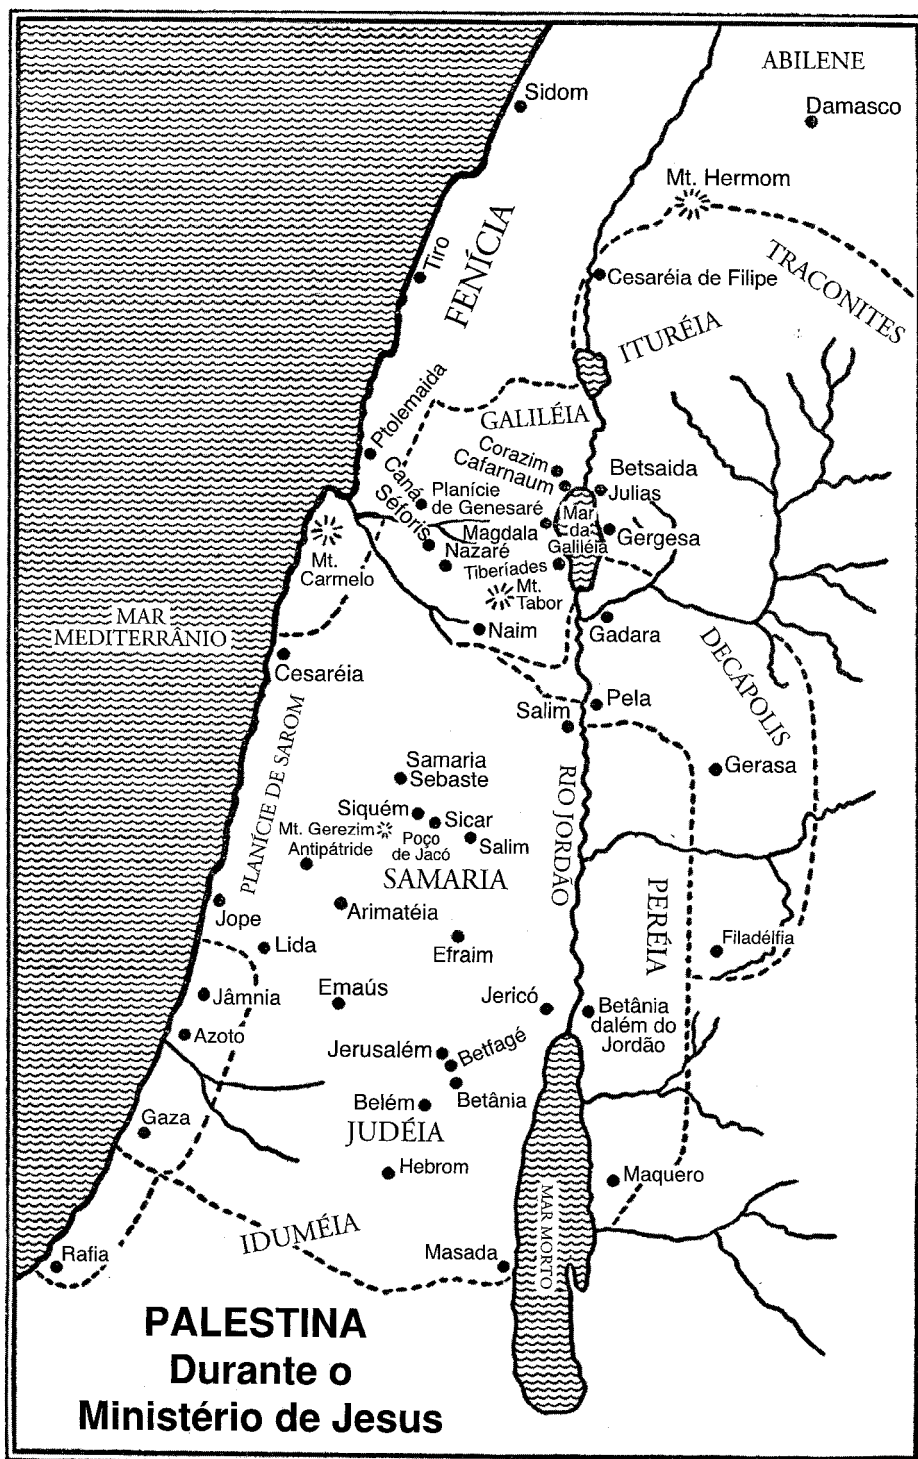 ABILENE
Sidom
Damasco
Mt. Hermom
FENÍCIA
Tiro
TRACONITES
Cesaréia de Filipe
ITURÉIA
Ptolemaida
GALILÉIA
Corazim
Cafarnaum
Betsaida
Julias
Caná
Planície
de Genesaré
Séforis
Mar
da
Galiléia
Magdala
Gergesa
Nazaré
Tiberíades
Mt.
Carmelo
Mt.
Tabor
MAR
MEDITERRÂNIO
Naim
Gadara
DECÁPOLIS
Cesaréia
Pela
Salim
PLANÍCIE DE SAROM
Samaria
Sebaste
RIO JORDÃO
Gerasa
Siquém
Sicar
Mt. Gerezim
Poço
de Jacó
Salim
Antipátride
SAMARIA
PERÉIA
Jope
Arimatéia
Lida
Efraim
Filadélfia
Jâmnia
Emaús
Jericó
Betânia
dalém do
Jordão
Azoto
Jerusalém
Betfagé
Betânia
Gaza
Belém
JUDÉIA
Hebrom
Maquero
MAR MORTO
IDUMÉIA
Rafia
Masada
PALESTINA
Durante o
Ministério de Jesus